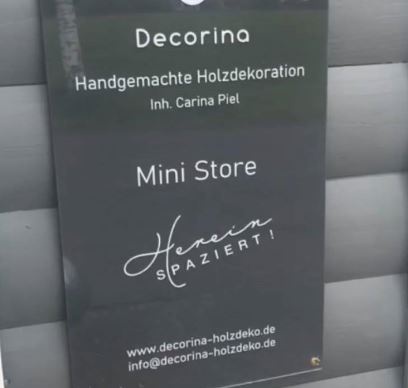 Decorina
Handgemachte Holzdekoration
Inh. Carina Piel
Mini Store
Herein
SPAZIERT!
www.decorina-holzdeko.de
info@decorina-holzdeko.de